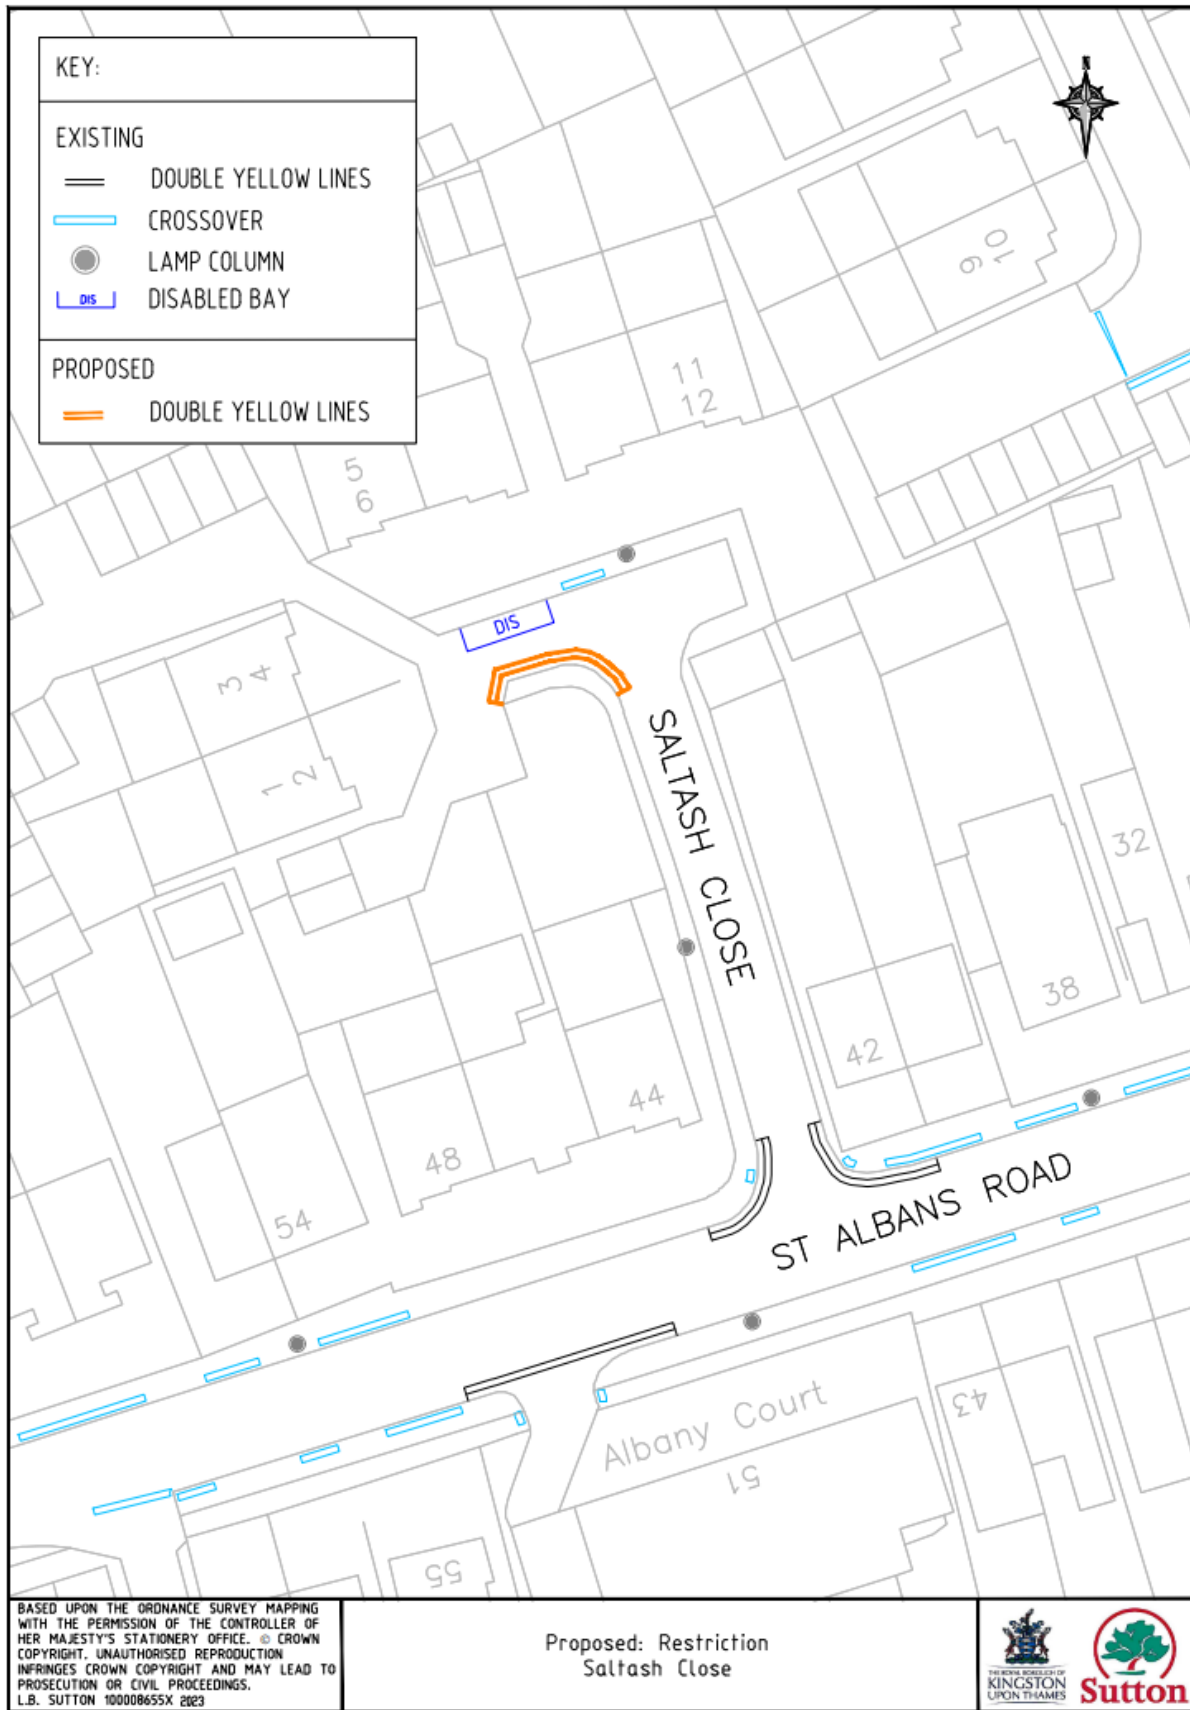 KEY:
EXISTING
DOUBLE YELLOW LINES
CROSSOVER
LAMP COLUMN
DIS
DISABLED BAY
PROPOSED
DOUBLE YELLOW LINES
N
9
10
11
12
5
6
DIS
3
4
1
2
SALTASH CLOSE
32
38
42
44
48
54
ST ALBANS ROAD
Albany Court
43
51
55
BASED UPON THE ORDNANCE SURVEY MAPPING
WITH THE PERMISSION OF THE CONTROLLER OF
HER MAJESTY'S STATIONERY OFFICE. © CROWN
COPYRIGHT. UNAUTHORISED REPRODUCTION
INFRINGES CROWN COPYRIGHT AND MAY LEAD TO
PROSECUTION OR CIVIL PROCEEDINGS.
L.B. SUTTON 100008655X 2023
Proposed: Restriction
Saltash Close
THE ROYAL BOROUGH OF
KINGSTON
UPON THAMES
Sutton